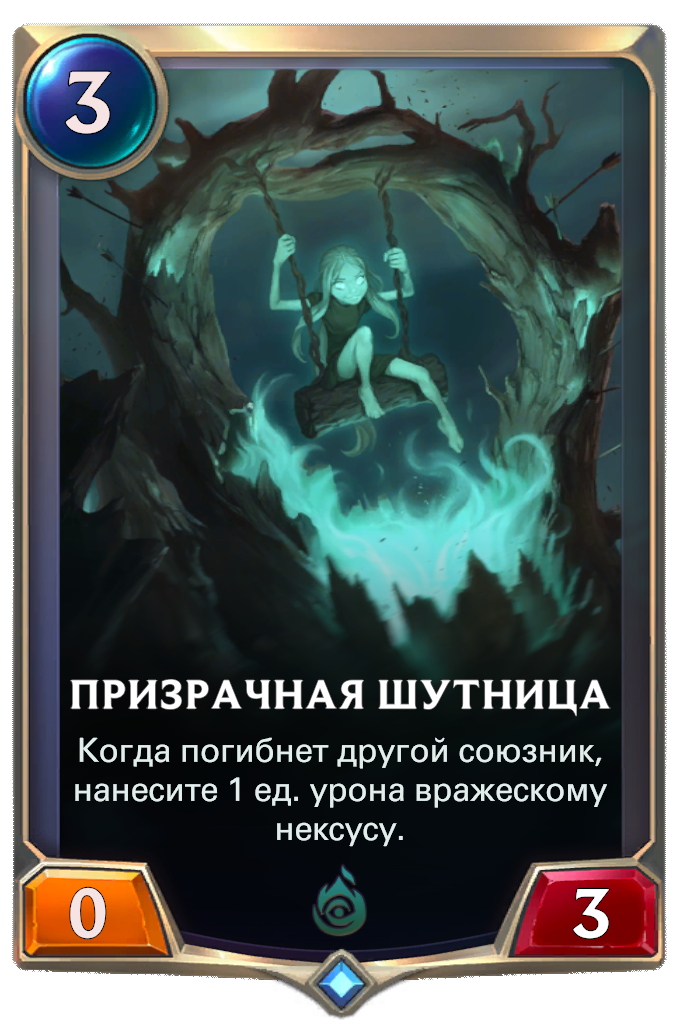 3
ПРИЗРАЧНАЯ ШУТНИЦА
Когда погибнет другой союзник,
нанесите 1 ед. урона вражескому
нексусу.
0
3